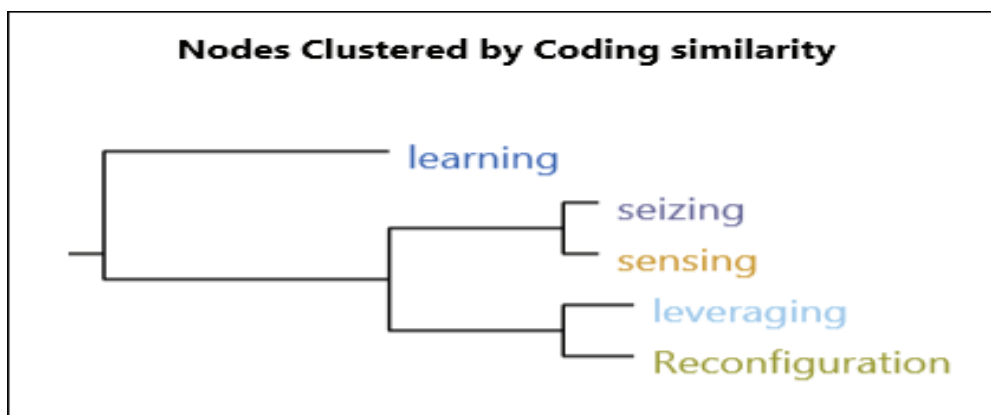 Nodes Clustered by Coding similarity
learning
seizing
sensing
leveraging
Reconfiguration